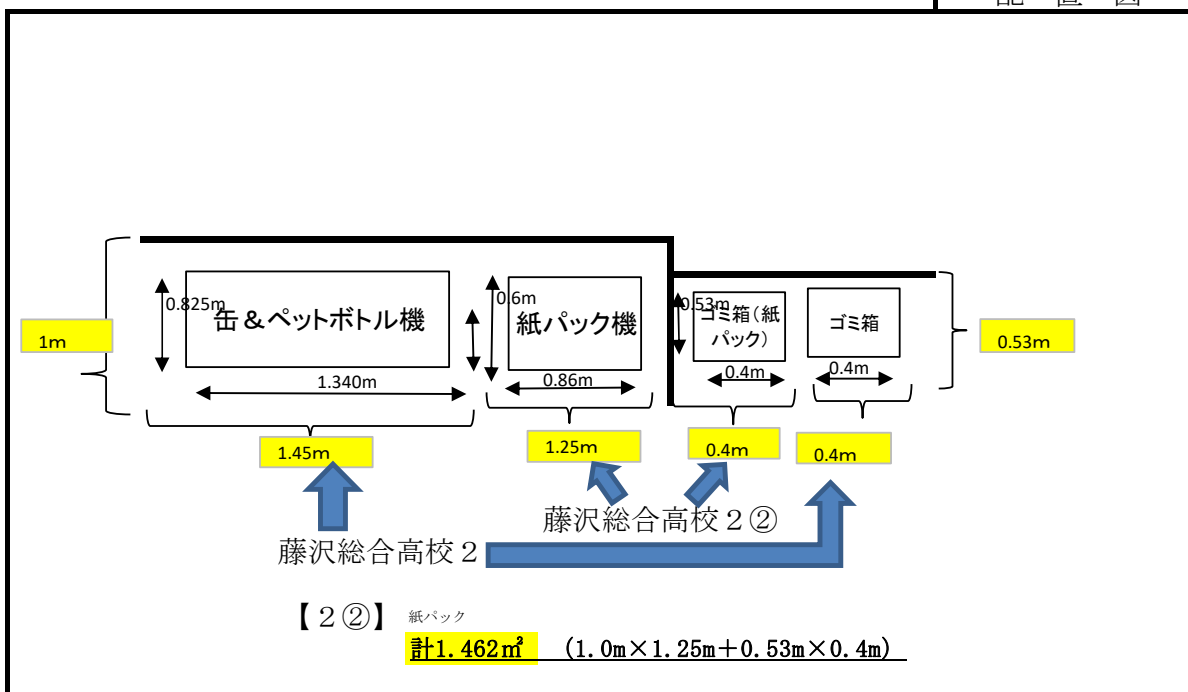 配 置 図
0.825m
缶＆ペットボトル機
0.6m
紙パック機
0.53m
ゴミ箱（紙
パック）
ゴミ箱
1m
0.53m
1.340m
0.86m
0.4m
0.4m
1.45m
1.25m
0.4m
0.4m
藤沢総合高校２②
藤沢総合高校２
【２②】 紙パック
計1.462㎡ （1.0m×1.25m＋0.53m×0.4m）